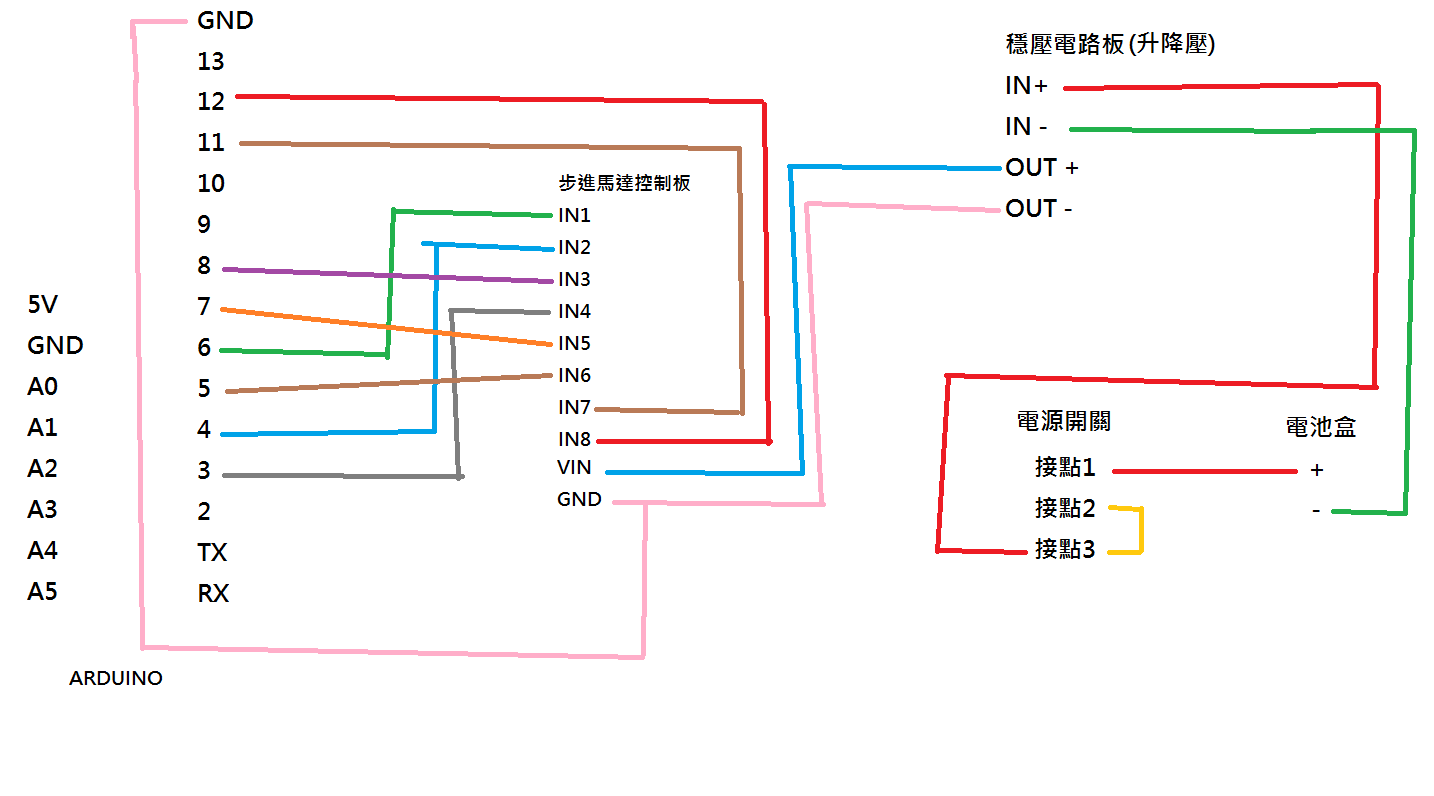 GND
13
12
11
10
9
8
7
6
5
4
3
2
TX
RX
5V
GND
A0
A1
A2
A3
A4
A5
ARDUINO
步進馬達控制板
IN1
IN2
IN3
IN4
IN5
IN6
IN7
IN8
VIN
GND
穩壓電路板(升降壓)
IN+
IN -
OUT +
OUT -
電源開關
接點1
接點2
接點3
電池盒
+
-